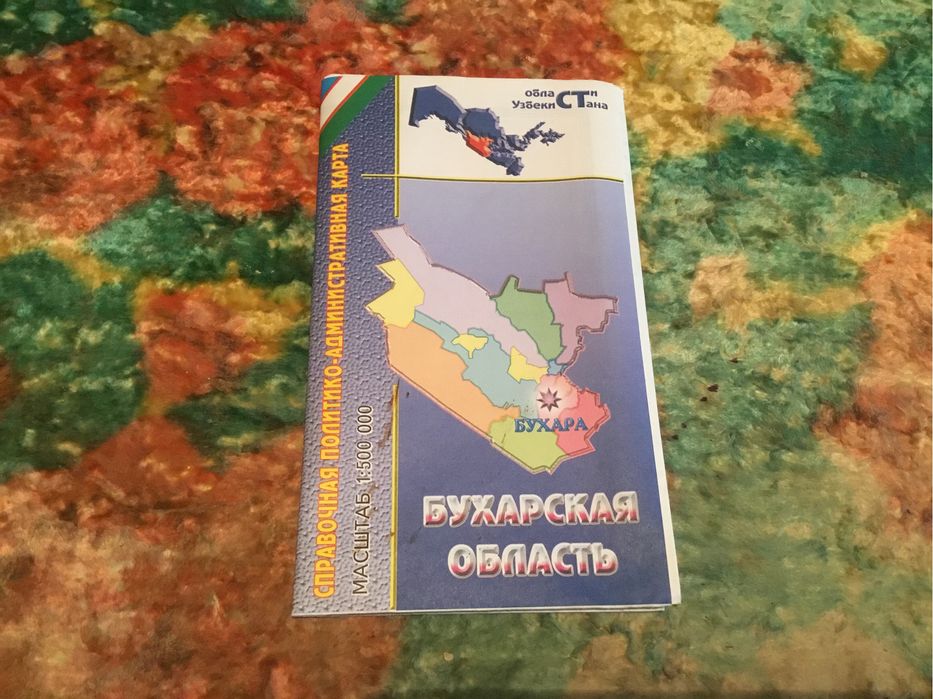 обласТи
УзбекиСТана
СПРАВОЧНАЯ ПОЛИТИКО-АДМИНИСТРАТИВНАЯ КАРТА
МАСШТАБ 1:500 000
БУХАРА
БУХАРСКАЯ
ОБЛАСТЬ